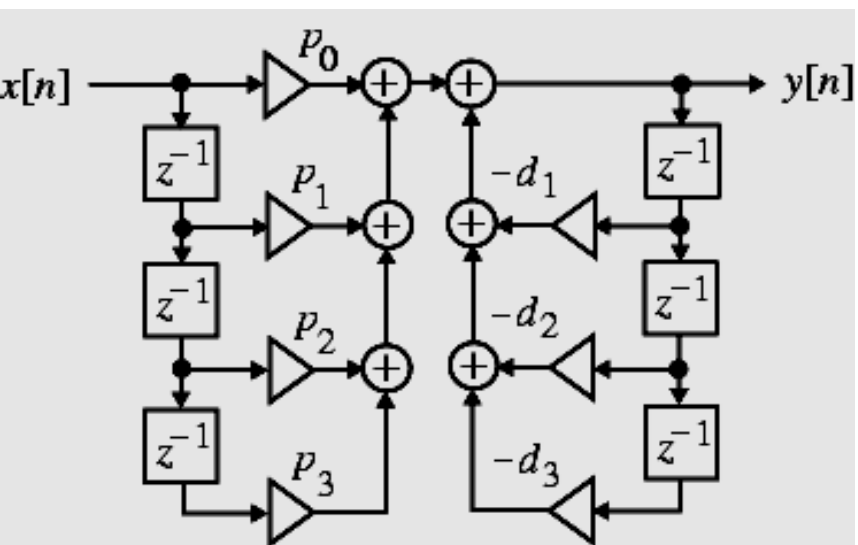 x[n] p₀ y[n]
z⁻¹ z⁻¹
p₁ -d₁
z⁻¹ z⁻¹
p₂ -d₂
z⁻¹ z⁻¹
p₃ -d₃